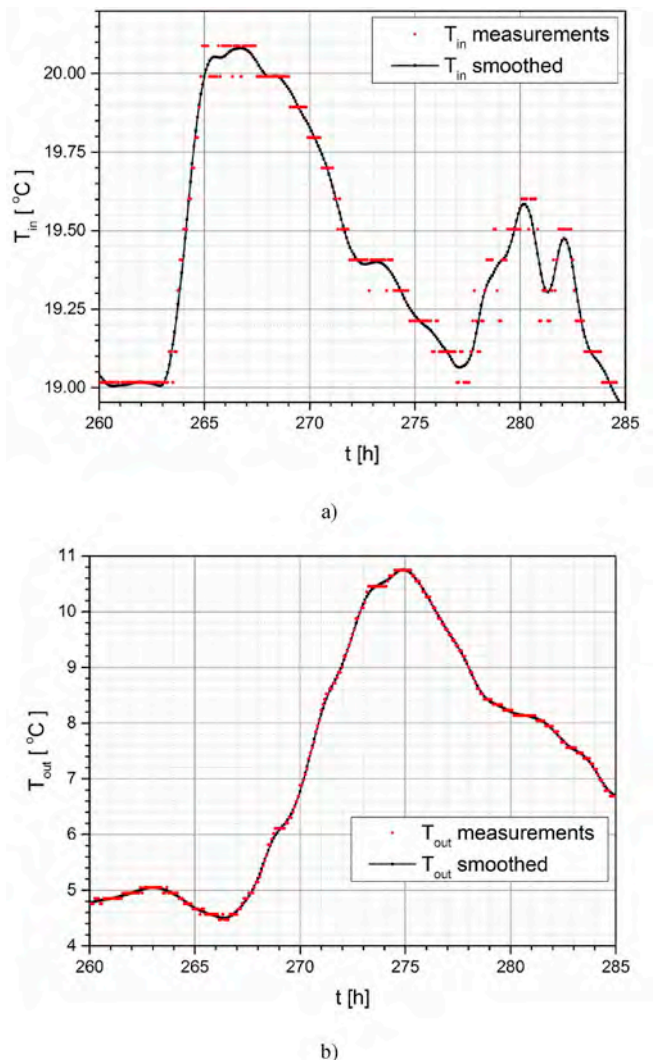 T_in measurements
T_in smoothed
20.00
19.75
19.50
19.25
19.00
T_in [ °C]
260 265 270 275 280 285
t [h]
a)
11
10
9
8
7
6
5
4
T_out [ °C]
T_out measurements
T_out smoothed
260 265 270 275 280 285
t [h]
b)